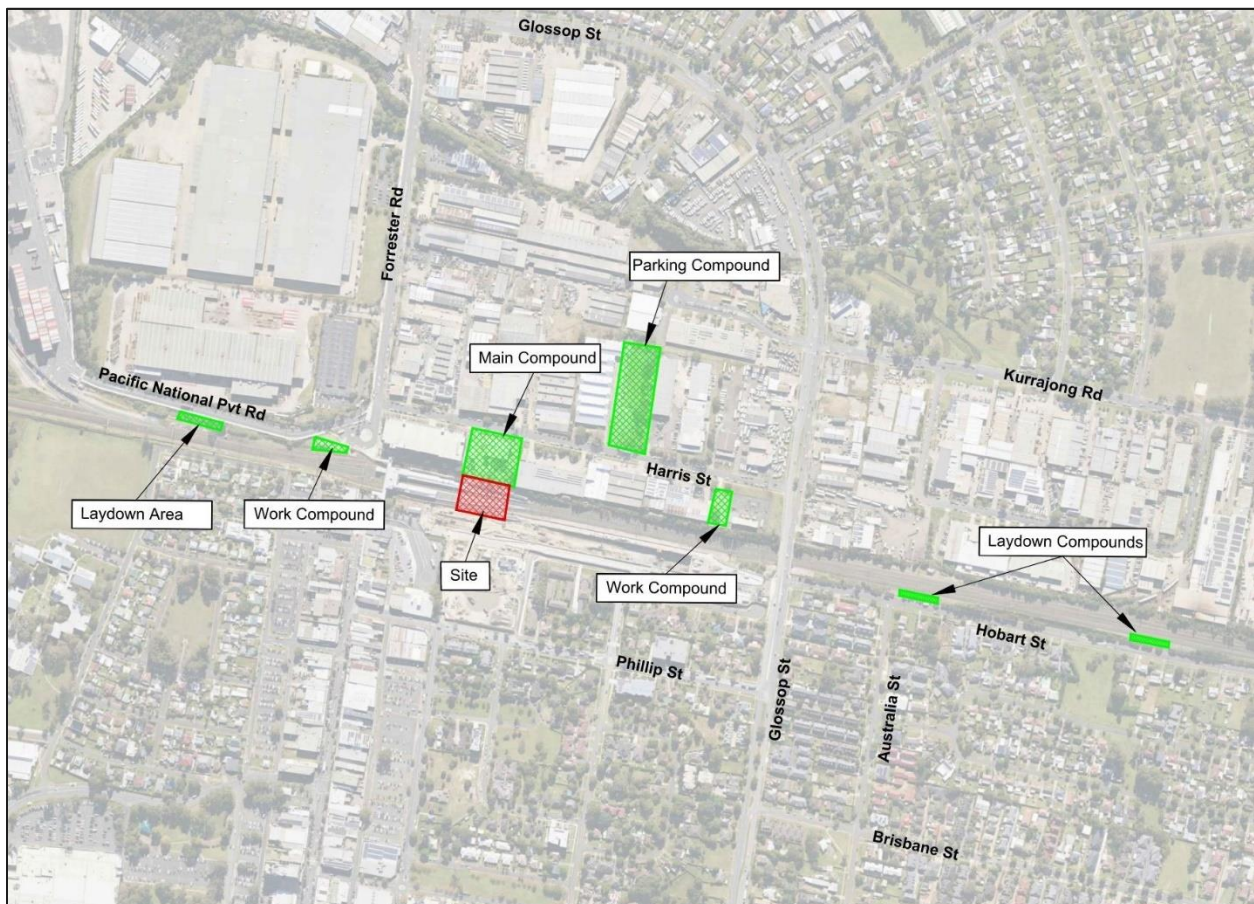 Glossop St
Forrester Rd
Parking Compound
Main Compound
Pacific National Pvt Rd
Kurrajong Rd
Harris St
Laydown Area
Work Compound
Laydown Compounds
Site
Work Compound
Hobart St
Phillip St
Glossop St
Australia St
Brisbane St